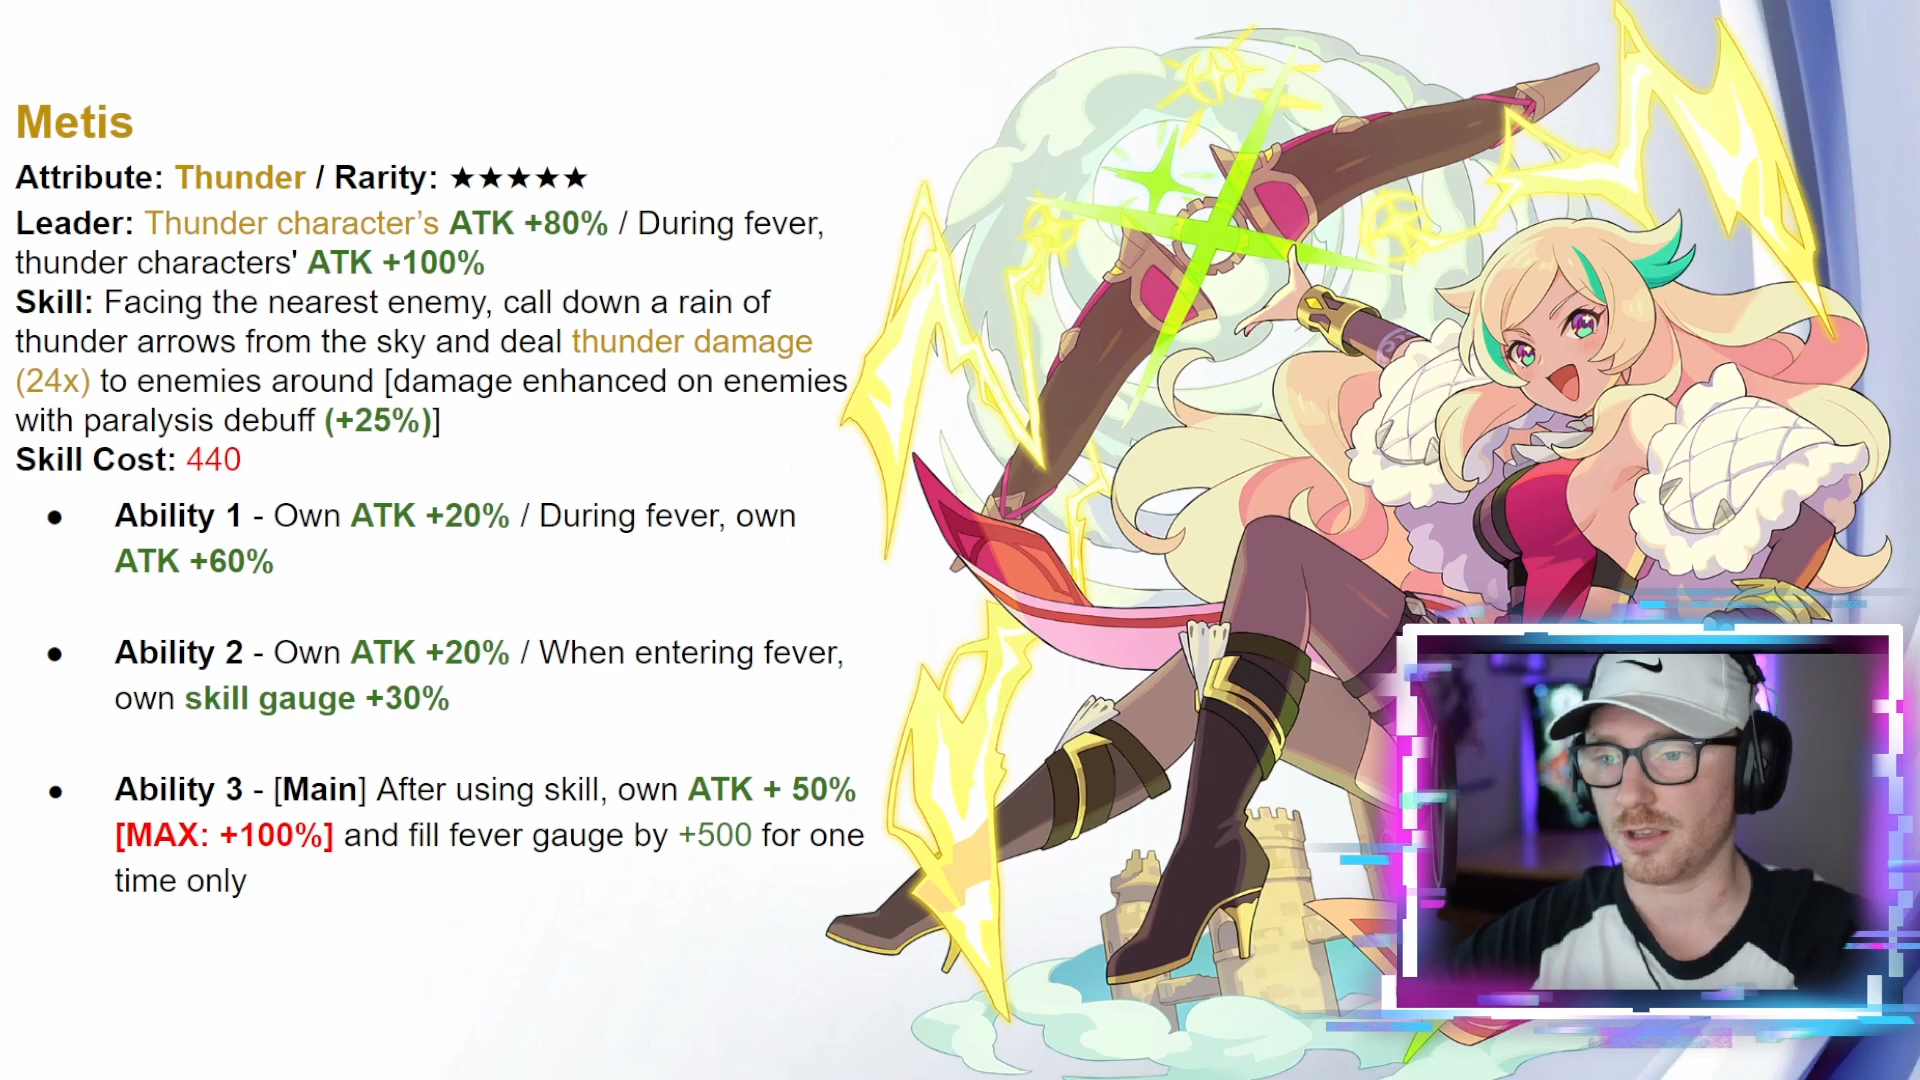 Metis
Attribute: Thunder / Rarity: ★★★★★
Leader: Thunder character’s ATK +80% / During fever,
thunder characters' ATK +100%
Skill: Facing the nearest enemy, call down a rain of
thunder arrows from the sky and deal thunder damage
(24x) to enemies around [damage enhanced on enemies
with paralysis debuff (+25%)]
Skill Cost: 440
● Ability 1 - Own ATK +20% / During fever, own
ATK +60%
● Ability 2 - Own ATK +20% / When entering fever,
own skill gauge +30%
● Ability 3 - [Main] After using skill, own ATK + 50%
[MAX: +100%] and fill fever gauge by +500 for one
time only